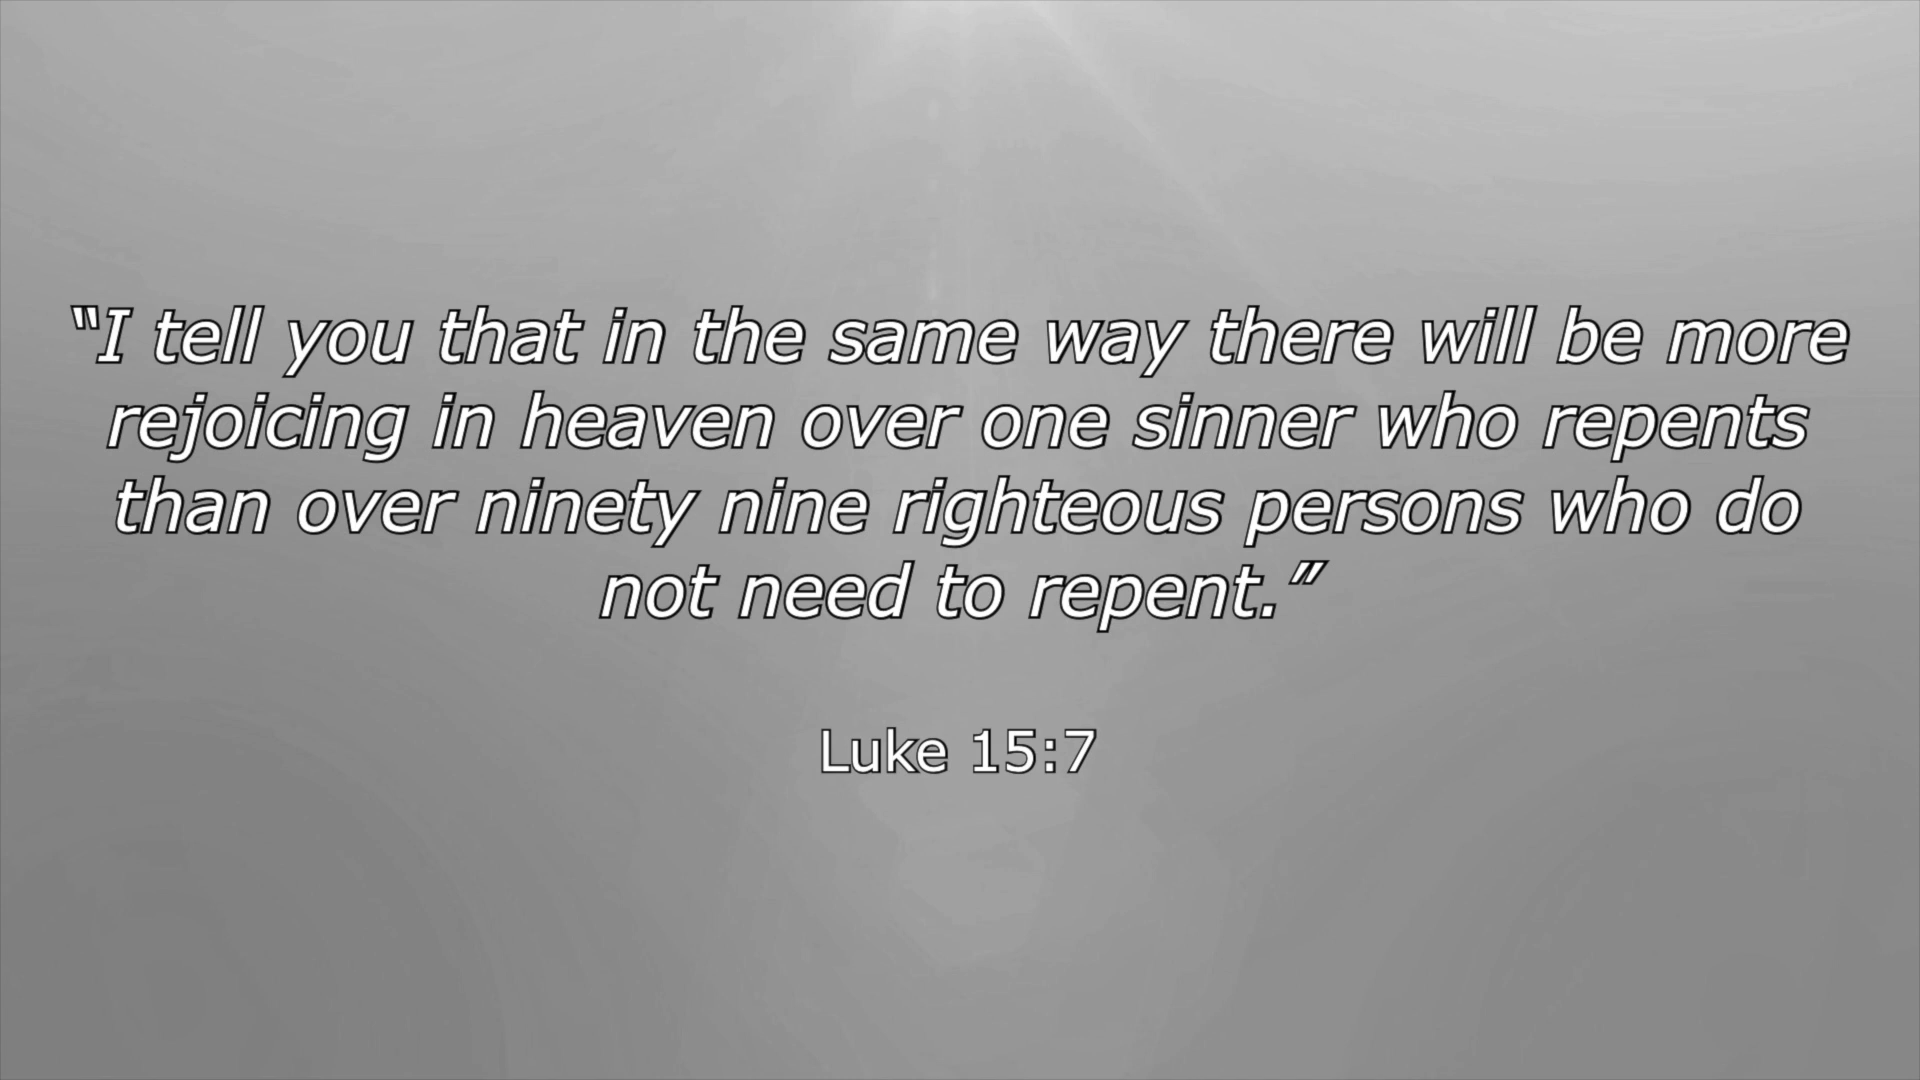 “I tell you that in the same way there will be more
rejoicing in heaven over one sinner who repents
than over ninety nine righteous persons who do
not need to repent.”
Luke 15:7